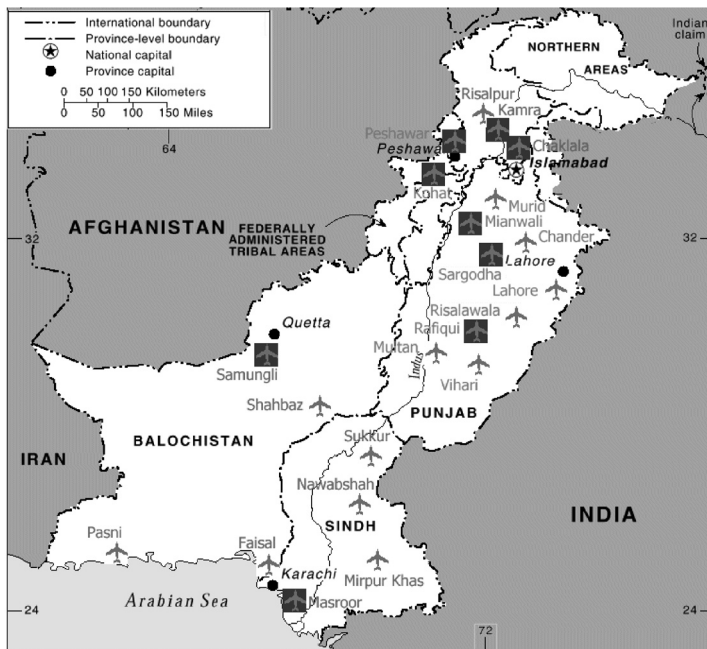 International boundary
Province-level boundary
National capital
Province capital
0 50 100 150 Kilometers
0 50 100 150 Miles
64
Indian
claim
NORTHERN
AREAS
Risalpur
Kamra
Peshawar
Peshawa
Chaklala
Islamabad
Kohat
AFGHANISTAN
FEDERALLY
ADMINISTERED
TRIBAL AREAS
Murid
Mianwali
32
Chander
32
Sargodha
Lahore
Lahore
Risalawala
Quetta
Rafiqui
Multan
Indus
Samungli
Vihari
Shahbaz
PUNJAB
BALOCHISTAN
Sukkur
IRAN
Nawabshah
INDIA
SINDH
Pasni
Faisal
Karachi
Mirpur Khas
Arabian Sea
Masroor
24
24
72